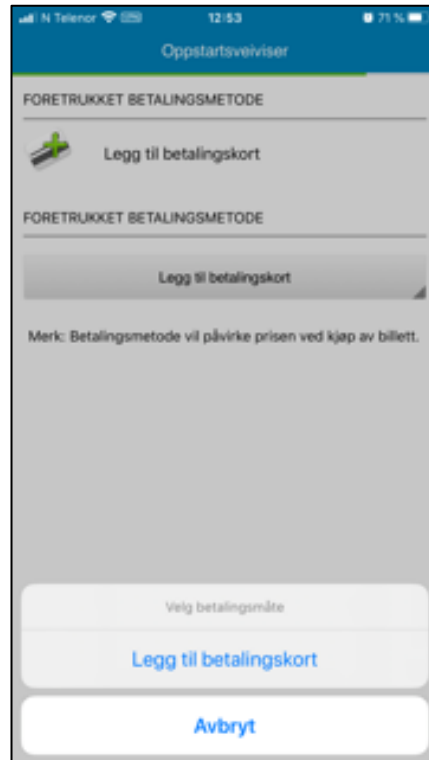 N Telenor
12:53
71 %
Oppstartsveiviser
FORETRUKKET BETALINGSMETODE
Legg til betalingskort
FORETRUKKET BETALINGSMETODE
Legg til betalingskort
Merk: Betalingsmetode vil påvirke prisen ved kjøp av billett.
Velg betalingsmåte
Legg til betalingskort
Avbryt